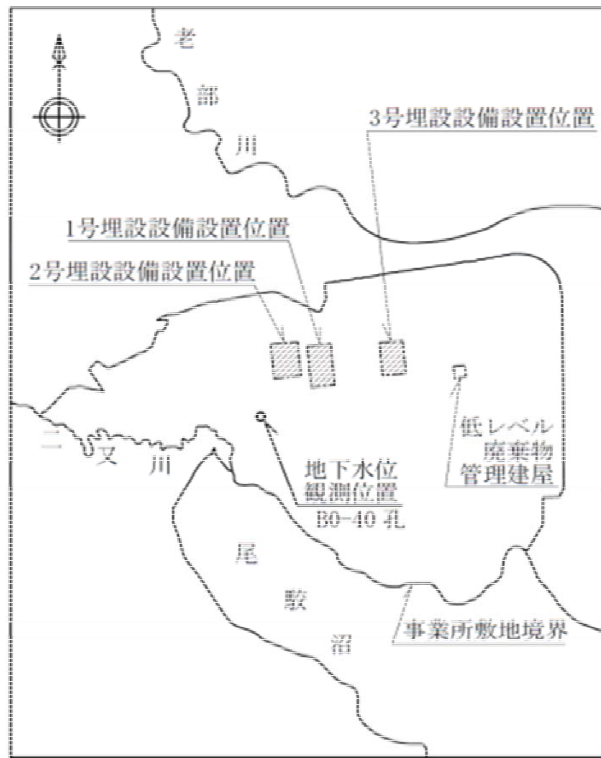 老部川
3号埋設設備設置位置
1号埋設設備設置位置
2号埋設設備設置位置
低レベル
廃棄物
管理建屋
二又川
地下水位
観測位置
B0-40 孔
尾駮沼
事業所敷地境界